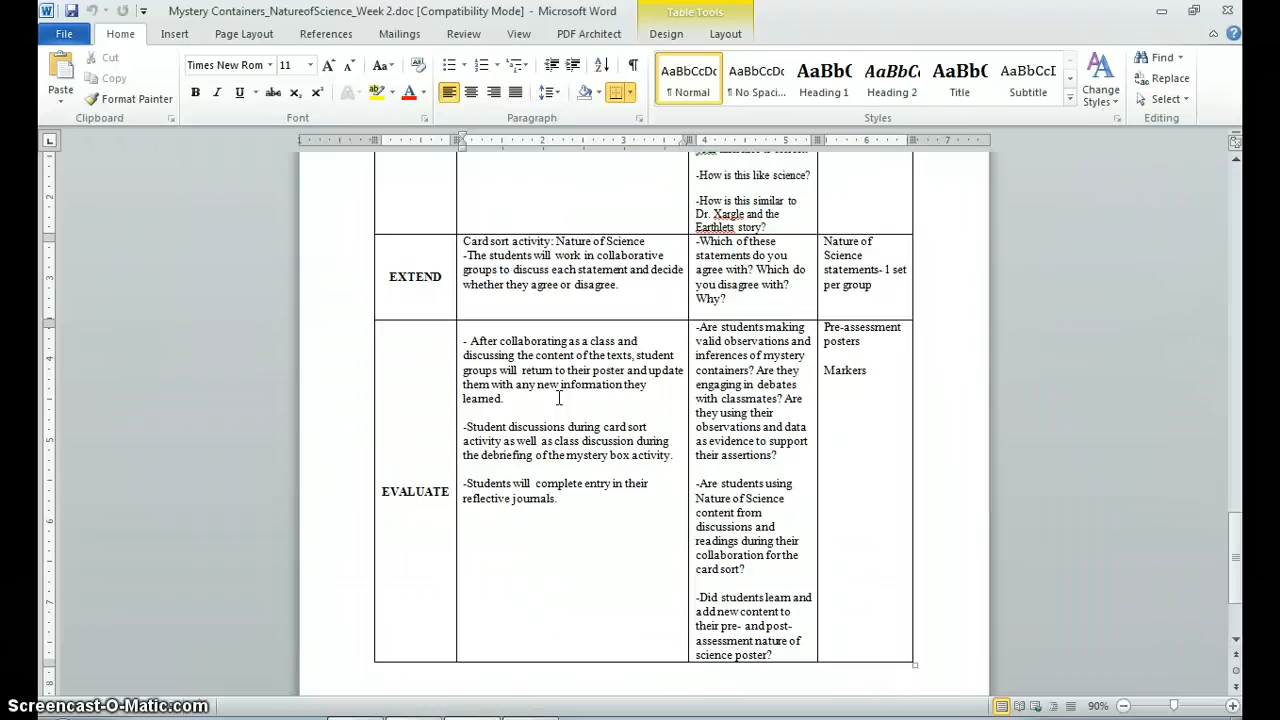 Mystery Containers_NatureofScience_Week 2.doc [Compatibility Mode] - Microsoft Word
Table Tools
File
Home
Insert
Page Layout
References
Mailings
Review
View
PDF Architect
Design
Layout
Paste
Cut
Copy
Format Painter
Clipboard
Times New Rom
11
Font
Paragraph
AaBbCcDc
¶ Normal
AaBbCcDc
¶ No Spaci...
AaBbC
Heading 1
AaBbCc
Heading 2
AaBbC
Title
AaBbCcI
Subtitle
Change
Styles
Styles
Find
Replace
Select
Editing
-How is this like science?
-How is this similar to
Dr. Xargle and the
Earthlets story?
EXTEND
Card sort activity: Nature of Science
-The students will work in collaborative
groups to discuss each statement and decide
whether they agree or disagree.
-Which of these
statements do you
agree with? Which do
you disagree with?
Why?
Nature of
Science
statements- 1 set
per group
EVALUATE
- After collaborating as a class and
discussing the content of the texts, student
groups will return to their poster and update
them with any new information they
learned.
-Student discussions during card sort
activity as well as class discussion during
the debriefing of the mystery box activity.
-Students will complete entry in their
reflective journals.
-Are students making
valid observations and
inferences of mystery
containers? Are they
engaging in debates
with classmates? Are
they using their
observations and data
as evidence to support
their assertions?
-Are students using
Nature of Science
content from
discussions and
readings during their
collaboration for the
card sort?
-Did students learn and
add new content to
their pre- and post-
assessment nature of
science poster?
Pre-assessment
posters
Markers
90%
Screencast-O-Matic.com